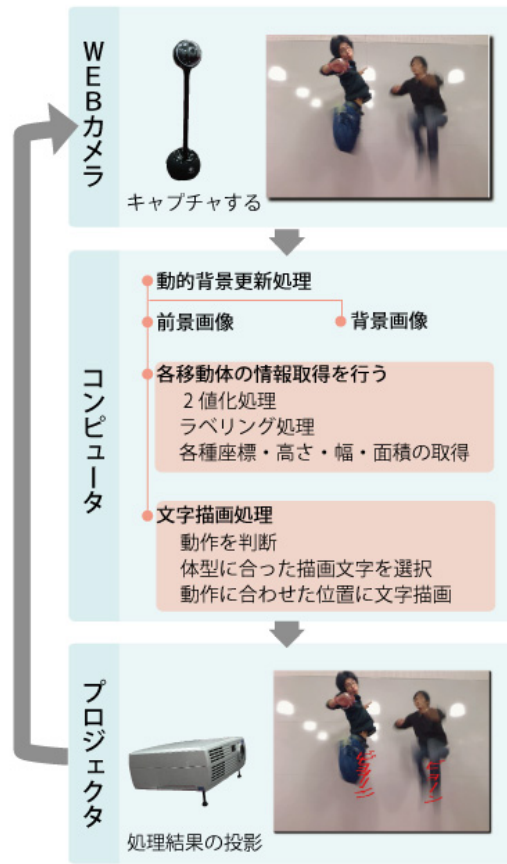 WEBカメラ
キャプチャする
コンピュータ
動的背景更新処理
前景画像
背景画像
各移動体の情報取得を行う
2値化処理
ラベリング処理
各種座標・高さ・幅・面積の取得
文字描画処理
動作を判断
体型に合った描画文字を選択
動作に合わせた位置に文字描画
プロジェクタ
処理結果の投影